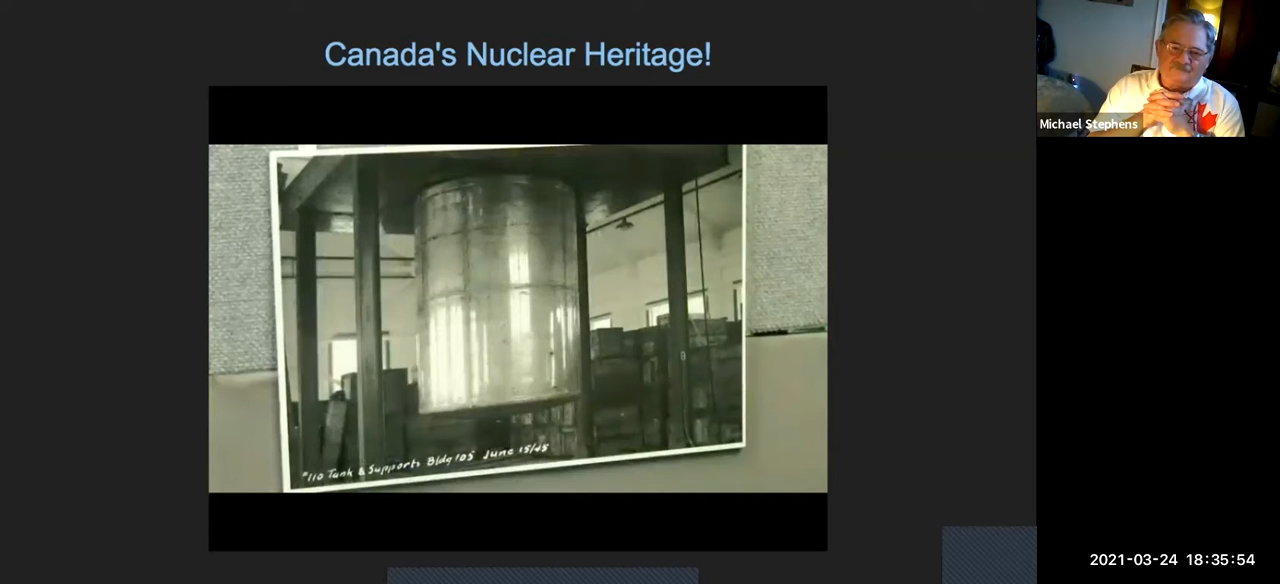 Canada's Nuclear Heritage!
Michael Stephens
#110 Tank & Supports Bldg 105 June 15/45
2021-03-24 18:35:54